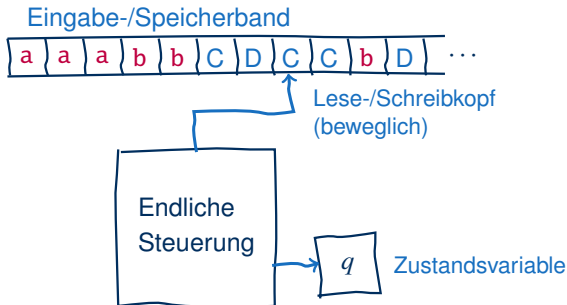 Eingabe-/Speicherband
a a a b b C D C C b D ...
Lese-/Schreibkopf
(beweglich)
Endliche
Steuerung
q
Zustandsvariable